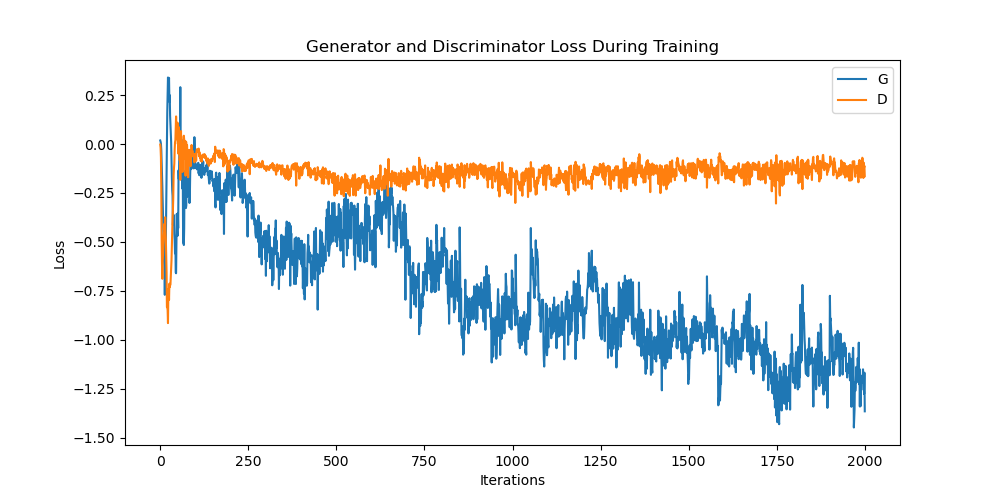 Generator and Discriminator Loss During Training
G
D
0.25
0.00
−0.25
−0.50
−0.75
−1.00
−1.25
−1.50
Loss
0 250 500 750 1000 1250 1500 1750 2000
Iterations